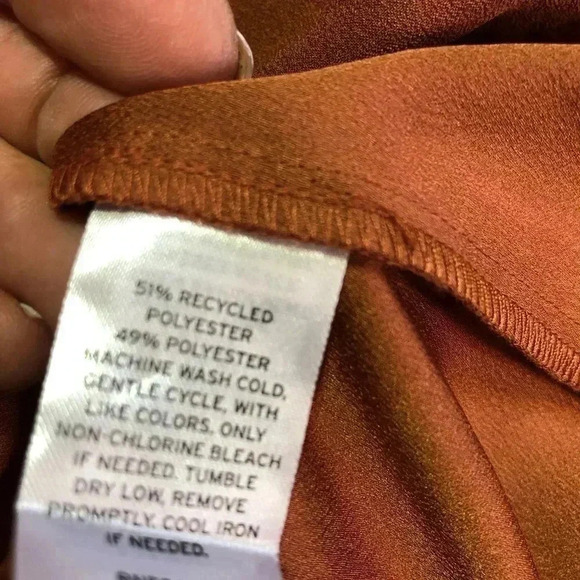 51% RECYCLED
POLYESTER
49% POLYESTER
MACHINE WASH COLD,
GENTLE CYCLE, WITH
LIKE COLORS. ONLY
NON-CHLORINE BLEACH
IF NEEDED. TUMBLE
DRY LOW. REMOVE
PROMPTLY. COOL IRON
IF NEEDED.